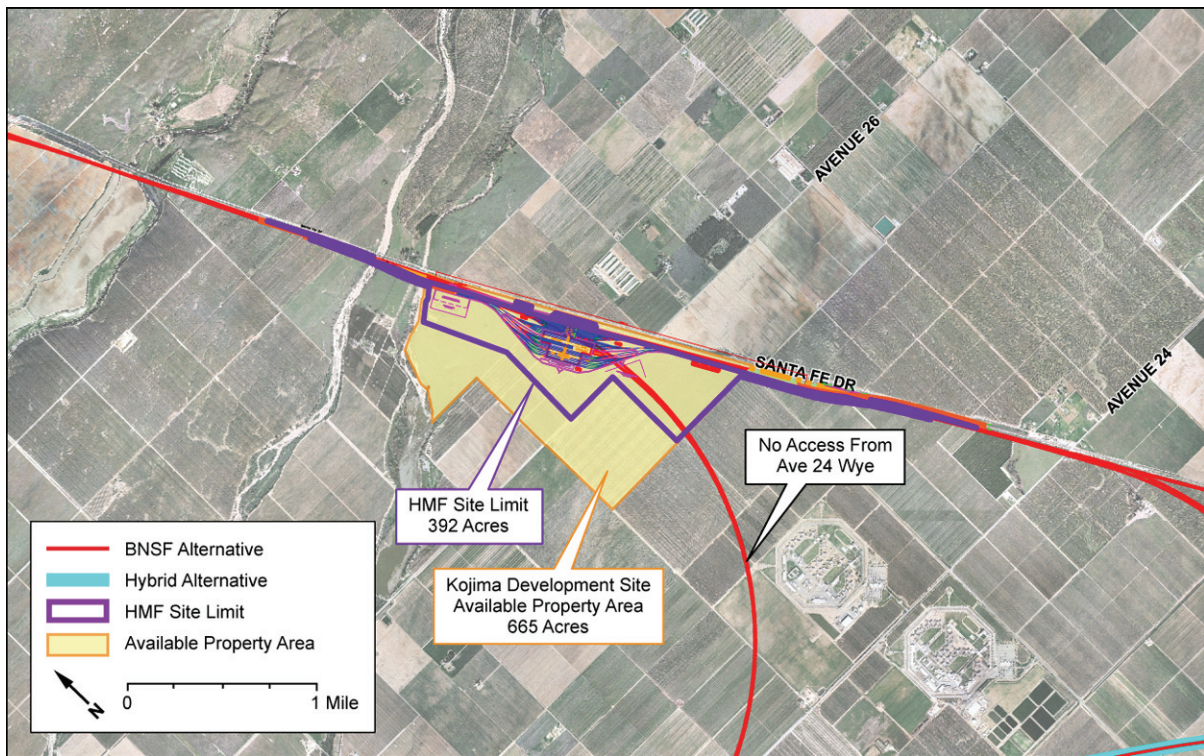 AVENUE 26
SANTA FE DR
AVENUE 24
No Access From
Ave 24 Wye
HMF Site Limit
392 Acres
Kojima Development Site
Available Property Area
665 Acres
BNSF Alternative
Hybrid Alternative
HMF Site Limit
Available Property Area
N
0
1 Mile